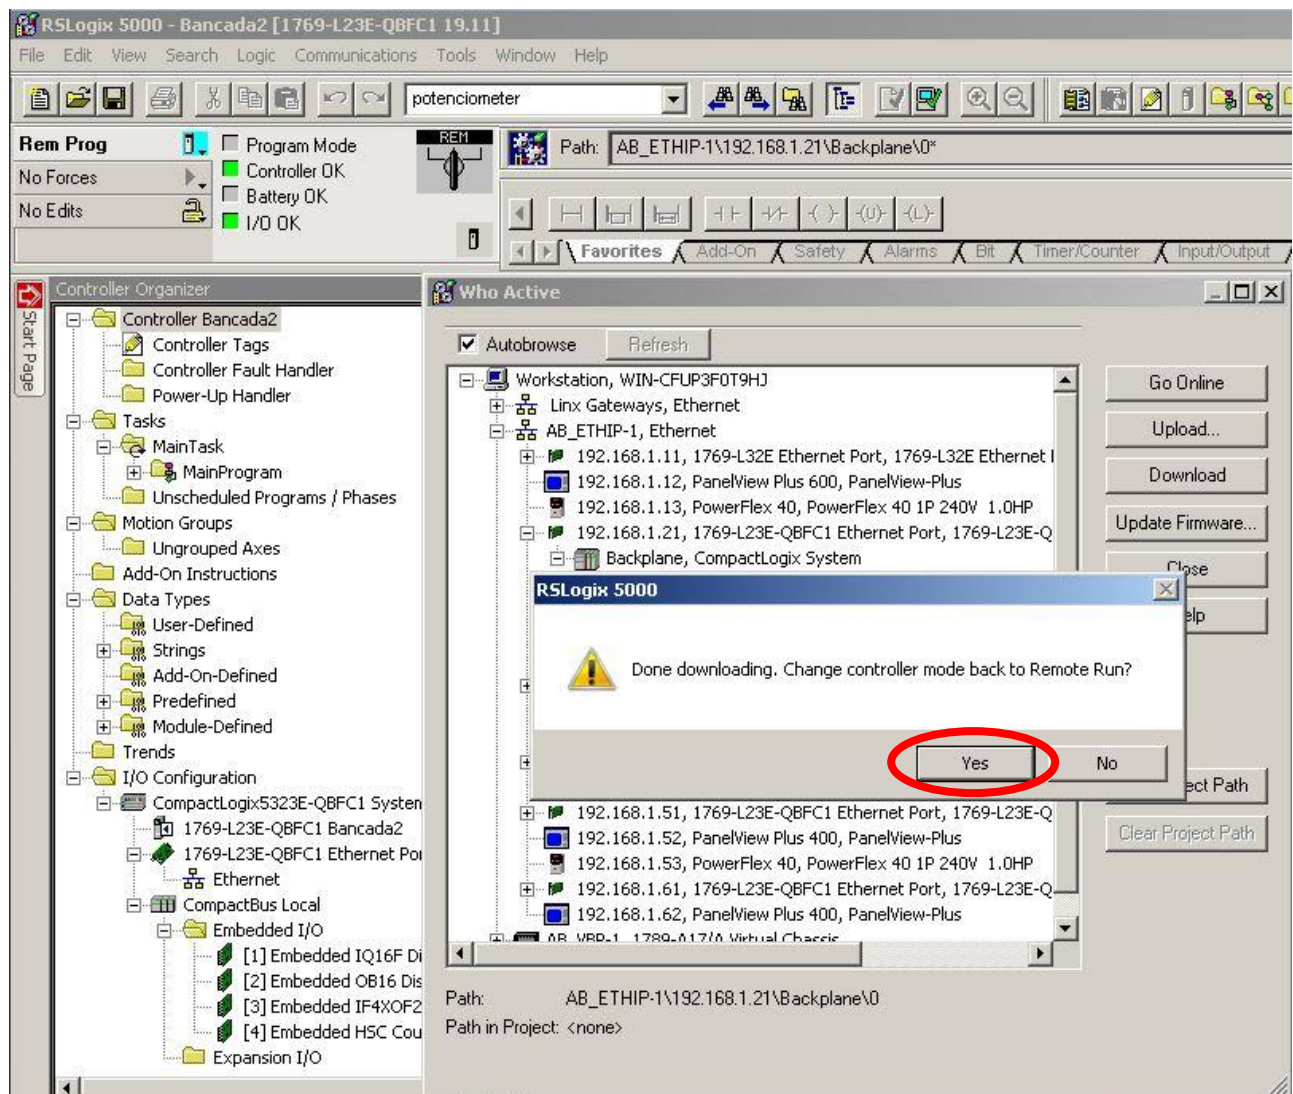 RSLogix 5000 - Bancada2 [1769-L23E-QBFC1 19.11]
File Edit View Search Logic Communications Tools Window Help
potenciometer
Rem Prog
No Forces
No Edits
Program Mode
Controller OK
Battery OK
I/O OK
REM
Path: AB_ETHIP-1\192.168.1.21\Backplane\0*
Favorites Add-On Safety Alarms Bit Timer/Counter Input/Output
Start Page
Controller Organizer
Controller Bancada2
Controller Tags
Controller Fault Handler
Power-Up Handler
Tasks
MainTask
MainProgram
Unscheduled Programs / Phases
Motion Groups
Ungrouped Axes
Add-On Instructions
Data Types
User-Defined
Strings
Add-On-Defined
Predefined
Module-Defined
Trends
I/O Configuration
CompactLogix5323E-QBFC1 System
1769-L23E-QBFC1 Bancada2
1769-L23E-QBFC1 Ethernet Po
Ethernet
CompactBus Local
Embedded I/O
[1] Embedded IQ16F Di
[2] Embedded OB16 Dis
[3] Embedded IF4XOF2
[4] Embedded HSC Cou
Expansion I/O
Who Active
Autobrowse Refresh
Workstation, WIN-CFUP3F0T9HJ
Linx Gateways, Ethernet
AB_ETHIP-1, Ethernet
192.168.1.11, 1769-L32E Ethernet Port, 1769-L32E Ethernet
192.168.1.12, PanelView Plus 600, PanelView-Plus
192.168.1.13, PowerFlex 40, PowerFlex 40 1P 240V 1.0HP
192.168.1.21, 1769-L23E-QBFC1 Ethernet Port, 1769-L23E-Q
Backplane, CompactLogix System
RSLogix 5000
Done downloading. Change controller mode back to Remote Run?
Yes No
192.168.1.51, 1769-L23E-QBFC1 Ethernet Port, 1769-L23E-Q
192.168.1.52, PanelView Plus 400, PanelView-Plus
192.168.1.53, PowerFlex 40, PowerFlex 40 1P 240V 1.0HP
192.168.1.61, 1769-L23E-QBFC1 Ethernet Port, 1769-L23E-Q
192.168.1.62, PanelView Plus 400, PanelView-Plus
AB_VBP-1, 1789-A17/A Virtual Chassis
Go Online
Upload...
Download
Update Firmware...
Close
elp
ect Path
Clear Project Path
Path: AB_ETHIP-1\192.168.1.21\Backplane\0
Path in Project: <none>